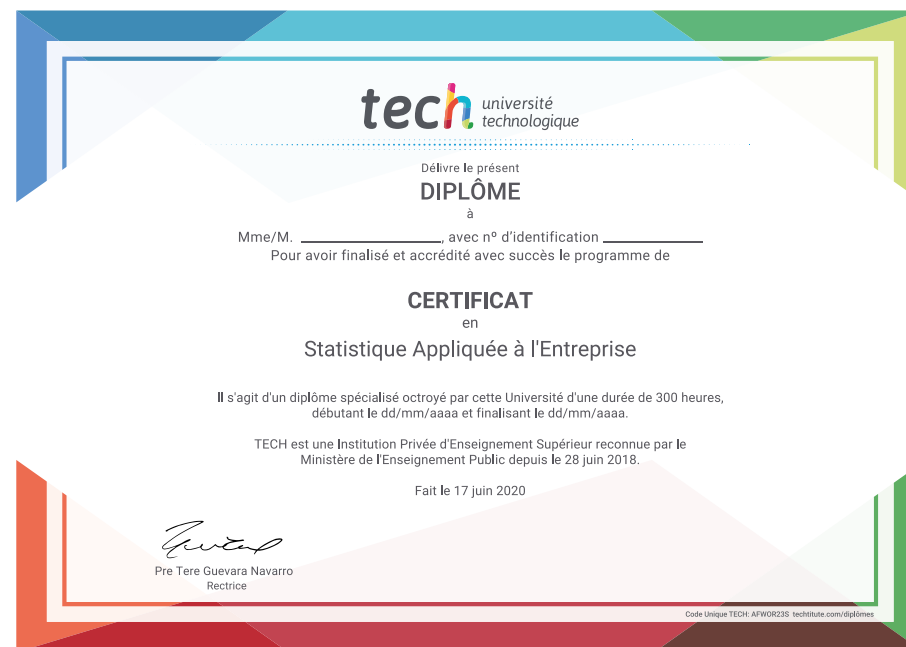 tech université
technologique
Délivre le présent
DIPLÔME
à
Mme/M. ____________________, avec nº d'identification ______________
Pour avoir finalisé et accrédité avec succès le programme de
CERTIFICAT
en
Statistique Appliquée à l'Entreprise
Il s'agit d'un diplôme spécialisé octroyé par cette Université d'une durée de 300 heures,
débutant le dd/mm/aaaa et finalisant le dd/mm/aaaa.
TECH est une Institution Privée d'Enseignement Supérieur reconnue par le
Ministère de l'Enseignement Public depuis le 28 juin 2018.
Fait le 17 juin 2020
Pre Tere Guevara Navarro
Rectrice
Code Unique TECH: AFWOR23S techtitute.com/diplômes